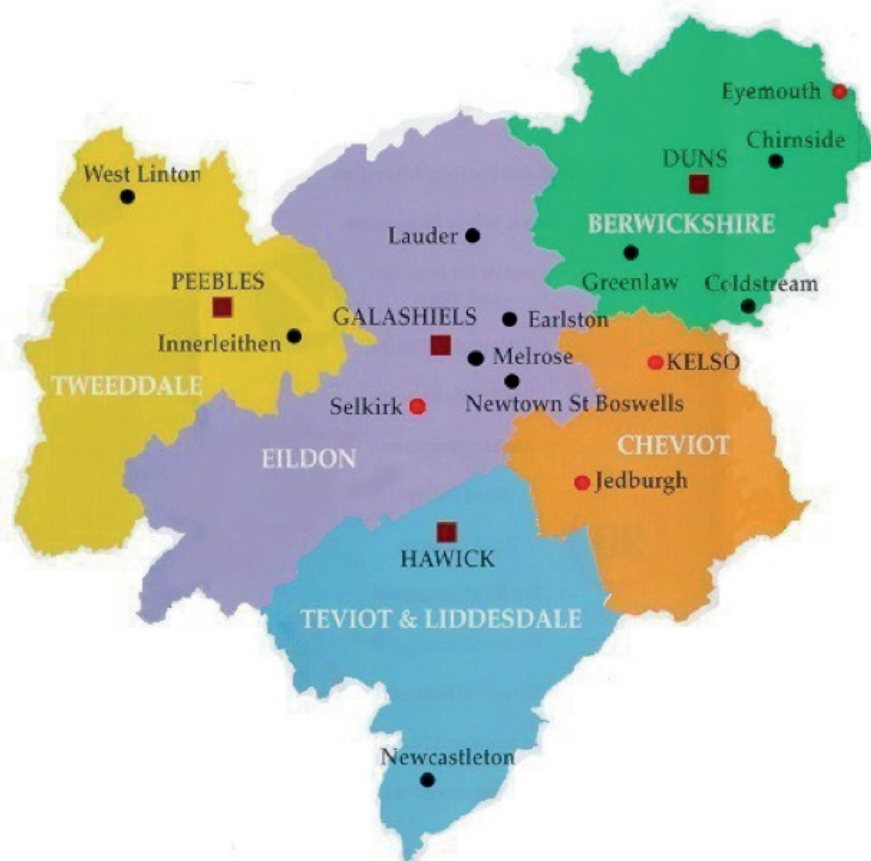 Eyemouth
Chirnside
DUNS
West Linton
BERWICKSHIRE
Lauder
Greenlaw
Coldstream
PEEBLES
GALASHIELS
Earlston
Innerleithen
Melrose
KELSO
TWEEDDALE
Selkirk
Newtown St Boswells
CHEVIOT
EILDON
Jedburgh
HAWICK
TEVIOT & LIDDESDALE
Newcastleton